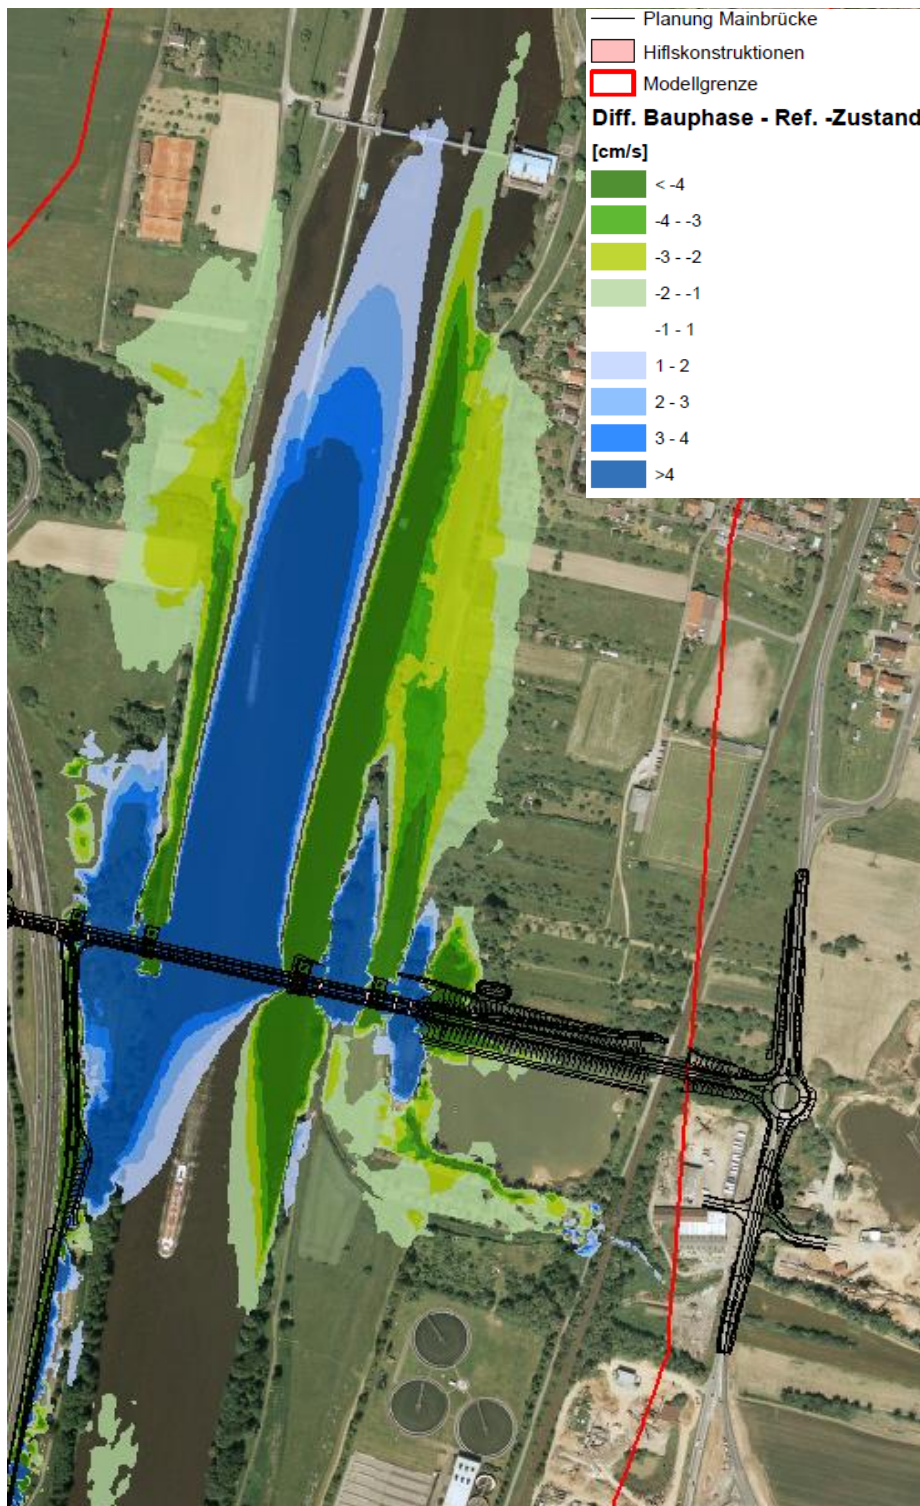 Planung Mainbrücke
Hiflskonstruktionen
Modellgrenze
Diff. Bauphase - Ref. -Zustand
[cm/s]
< -4
-4 - -3
-3 - -2
-2 - -1
-1 - 1
1 - 2
2 - 3
3 - 4
>4